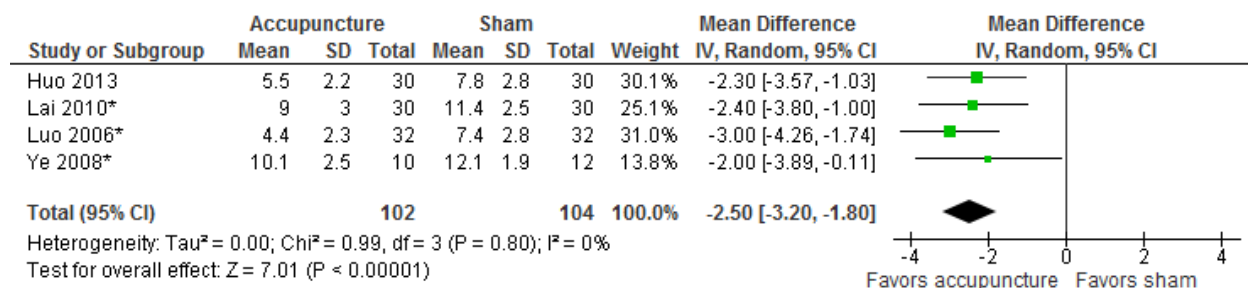 Accupuncture Sham Mean Difference Mean Difference
Study or Subgroup Mean SD Total Mean SD Total Weight IV, Random, 95% CI IV, Random, 95% CI
Huo 2013 5.5 2.2 30 7.8 2.8 30 30.1% -2.30 [-3.57, -1.03]
Lai 2010* 9 3 30 11.4 2.5 30 25.1% -2.40 [-3.80, -1.00]
Luo 2006* 4.4 2.3 32 7.4 2.8 32 31.0% -3.00 [-4.26, -1.74]
Ye 2008* 10.1 2.5 10 12.1 1.9 12 13.8% -2.00 [-3.89, -0.11]
Total (95% CI) 102 104 100.0% -2.50 [-3.20, -1.80]
Heterogeneity: Tau² = 0.00; Chi² = 0.99, df = 3 (P = 0.80); I² = 0%
Test for overall effect: Z = 7.01 (P < 0.00001)
-4 -2 0 2 4
Favors accupuncture Favors sham